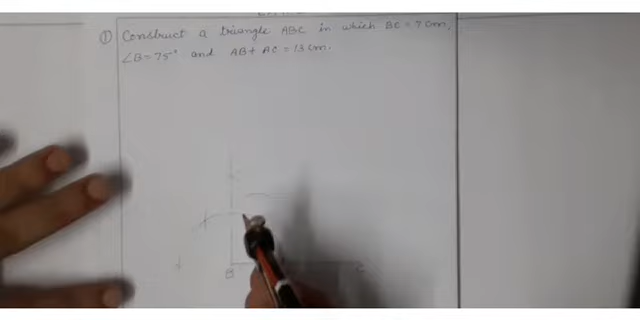 ① Construct a triangle ABC in which BC = 7 cm,
∠B = 75° and AB + AC = 13 cm.
B C